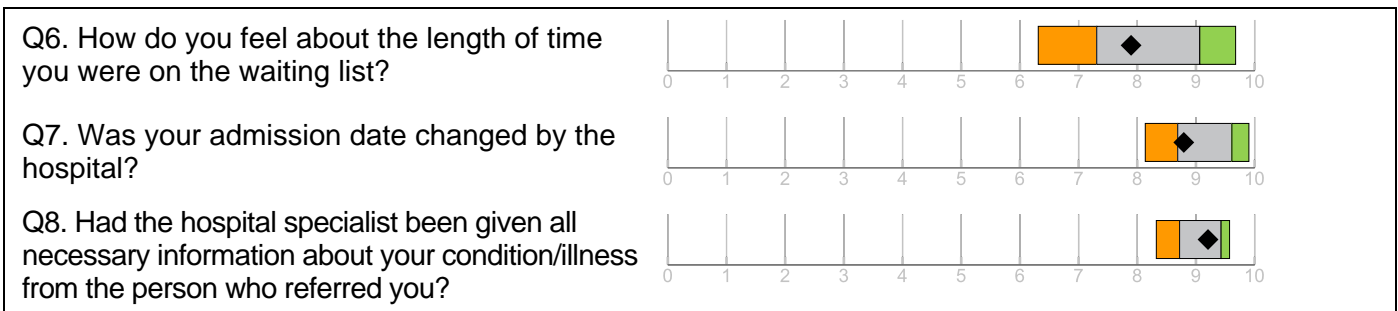 Q6. How do you feel about the length of time
you were on the waiting list?
0 1 2 3 4 5 6 7 8 9 10
Q7. Was your admission date changed by the
hospital?
0 1 2 3 4 5 6 7 8 9 10
Q8. Had the hospital specialist been given all
necessary information about your condition/illness
from the person who referred you?
0 1 2 3 4 5 6 7 8 9 10